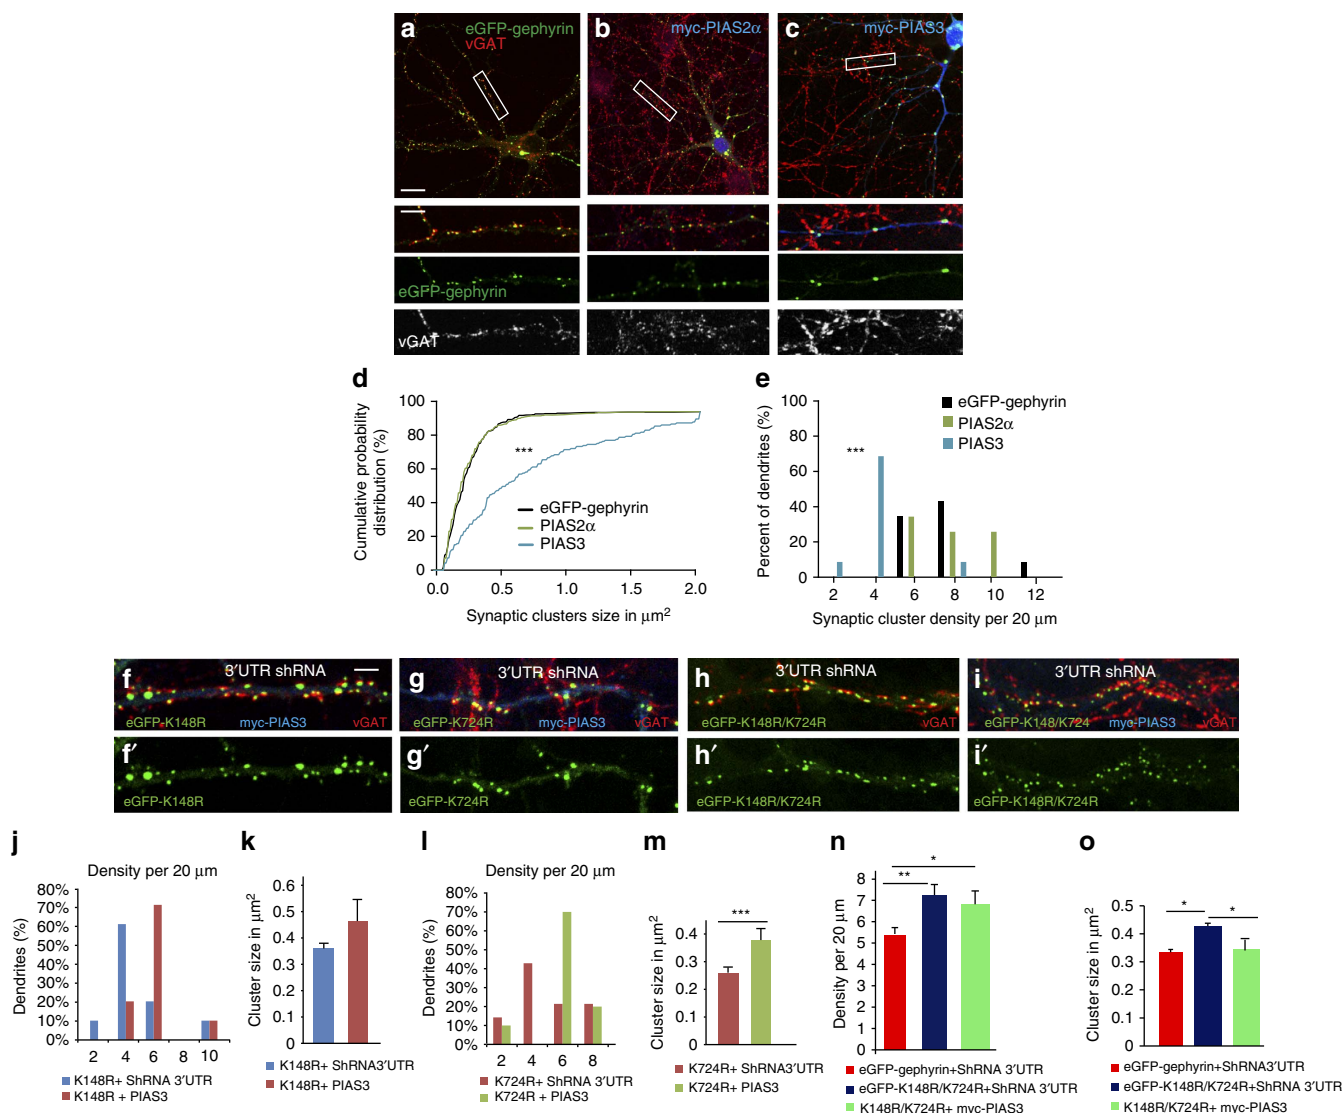 a
eGFP-gephyrin
vGAT
b
myc-PIAS2α
c
myc-PIAS3
eGFP-gephyrin
vGAT
d
Cumulative probability
distribution (%)
100
80
60
40
20
0
***
eGFP-gephyrin
PIAS2α
PIAS3
0.0 0.5 1.0 1.5 2.0
Synaptic clusters size in μm²
e
Percent of dendrites (%)
100
80
60
40
20
0
***
eGFP-gephyrin
PIAS2α
PIAS3
2 4 6 8 10 12
Synaptic cluster density per 20 μm
f
3′UTR shRNA
eGFP-K148R myc-PIAS3 vGAT
g
3′UTR shRNA
eGFP-K724R myc-PIAS3 vGAT
h
3′UTR shRNA
eGFP-K148R/K724R vGAT
i
3′UTR shRNA
eGFP-K148/K724 myc-PIAS3 vGAT
f′
eGFP-K148R
g′
eGFP-K724R
h′
eGFP-K148R/K724R
i′
eGFP-K148R/K724R
j
Density per 20 μm
Dendrites (%)
80%
70%
60%
50%
40%
30%
20%
10%
2 4 6 8 10
K148R+ ShRNA 3′UTR
K148R + PIAS3
k
Cluster size in μm²
0.6
0.5
0.4
0.3
0.2
0.1
0
K148R+ ShRNA3′UTR
K148R+ PIAS3
l
Density per 20 μm
Dendrites (%)
80%
70%
60%
50%
40%
30%
20%
10%
2 4 6 8
K724R+ ShRNA 3′UTR
K724R + PIAS3
m
Cluster size in μm²
0.4
0.3
0.2
0.1
0
***
K724R+ ShRNA3′UTR
K724R+ PIAS3
n
Density per 20 μm
8
7
6
5
4
3
2
1
0
*
**
eGFP-gephyrin+ShRNA3′UTR
eGFP-K148R/K724R+ShRNA 3′UTR
K148R/K724R+ myc-PIAS3
o
Cluster size in μm²
0.5
0.4
0.3
0.2
0.1
0
*
*
eGFP-gephyrin+ShRNA3′UTR
eGFP-K148R/K724R+ShRNA 3′UTR
K148R/K724R+ myc-PIAS3